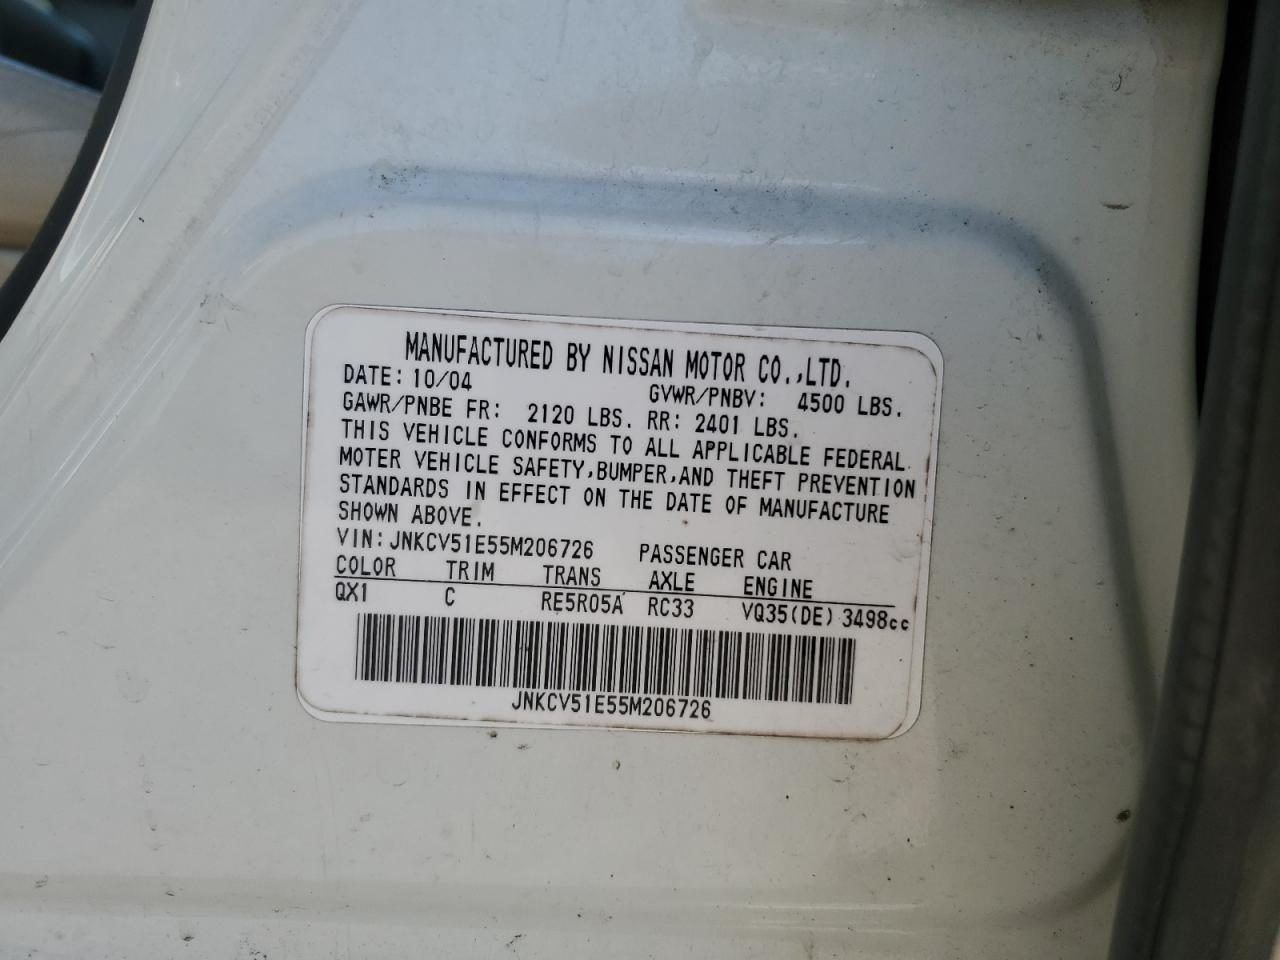 MANUFACTURED BY NISSAN MOTOR CO.,LTD.
DATE: 10/04 GVWR/PNBV: 4500 LBS.
GAWR/PNBE FR: 2120 LBS. RR: 2401 LBS.
THIS VEHICLE CONFORMS TO ALL APPLICABLE FEDERAL
MOTER VEHICLE SAFETY,BUMPER,AND THEFT PREVENTION
STANDARDS IN EFFECT ON THE DATE OF MANUFACTURE
SHOWN ABOVE.
VIN: JNKCV51E55M206726 PASSENGER CAR
COLOR TRIM TRANS AXLE ENGINE
QX1 C RE5R05A RC33 VQ35(DE) 3498cc
JNKCV51E55M206726